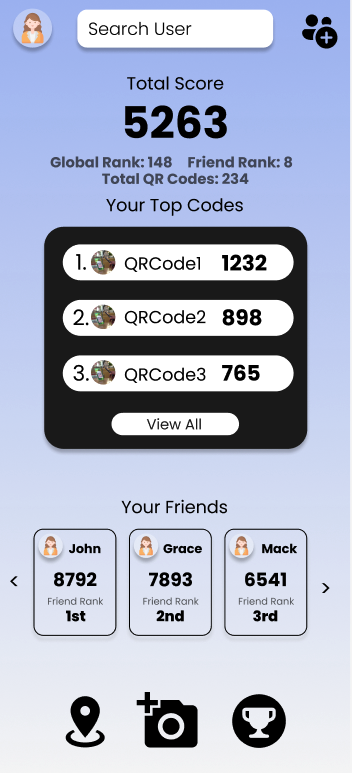 Search User
Total Score
5263
Global Rank: 148 Friend Rank: 8
Total QR Codes: 234
Your Top Codes
1. QRCode1 1232
2. QRCode2 898
3. QRCode3 765
View All
Your Friends
John Grace Mack
< 8792 7893 6541 >
Friend Rank Friend Rank Friend Rank
1st 2nd 3rd